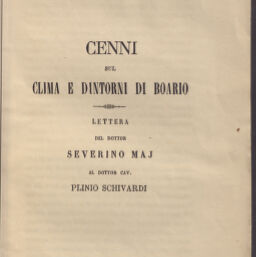 CENNI
SUL
CLIMA E DINTORNI DI BOARIO
LETTERA
DEL DOTTOR
SEVERINO MAJ
AL DOTTOR CAV.
PLINIO SCHIVARDI